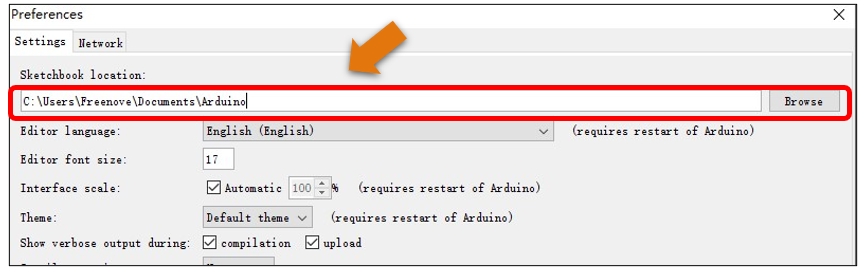 Preferences
Settings Network
Sketchbook location:
C:\Users\Freenove\Documents\Arduino Browse
Editor language: English (English) (requires restart of Arduino)
Editor font size: 17
Interface scale: Automatic 100 % (requires restart of Arduino)
Theme: Default theme (requires restart of Arduino)
Show verbose output during: compilation upload